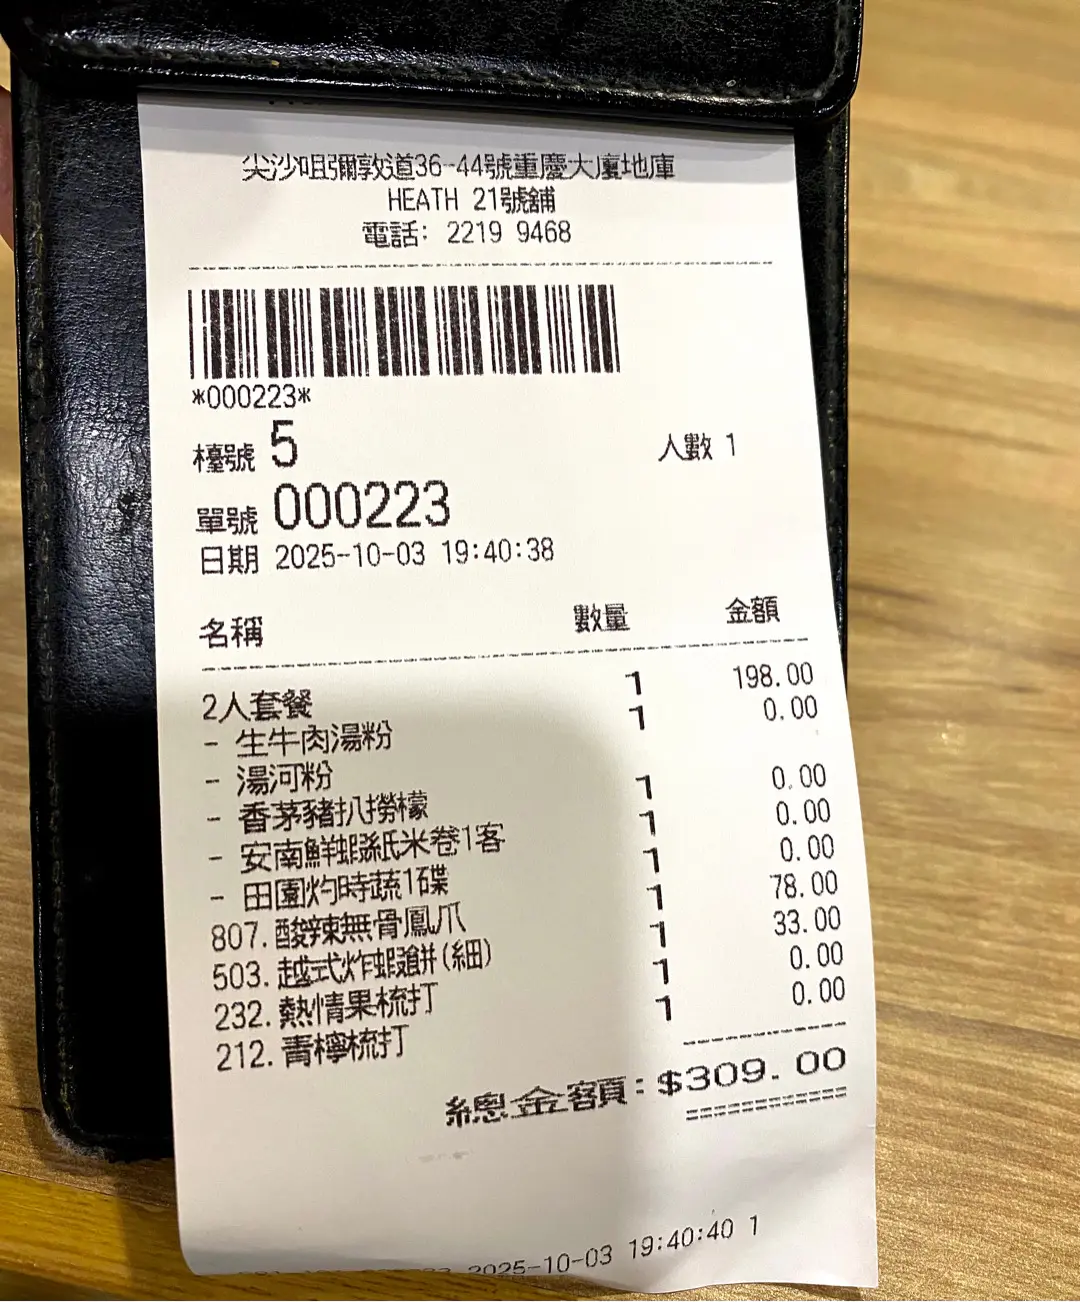 尖沙咀彌敦道36-44號重慶大廈地庫
HEATH 21號舖
電話: 2219 9468
*000223*
檯號 5 人數 1
單號 000223
日期 2025-10-03 19:40:38
名稱 數量 金額
2人套餐 1 198.00
- 生牛肉湯粉 1 0.00
- 湯河粉
- 香茅豬扒撈檬 1 0.00
- 安南鮮蝦紙米卷1客 1 0.00
- 田園灼時蔬1碟 1 0.00
807. 酸辣無骨鳳爪 1 78.00
503. 越式炸蝦餅(細) 1 33.00
232. 熱情果梳打 1 0.00
212. 青檸梳打 1 0.00
總金額: $309.00
2025-10-03 19:40:40 1